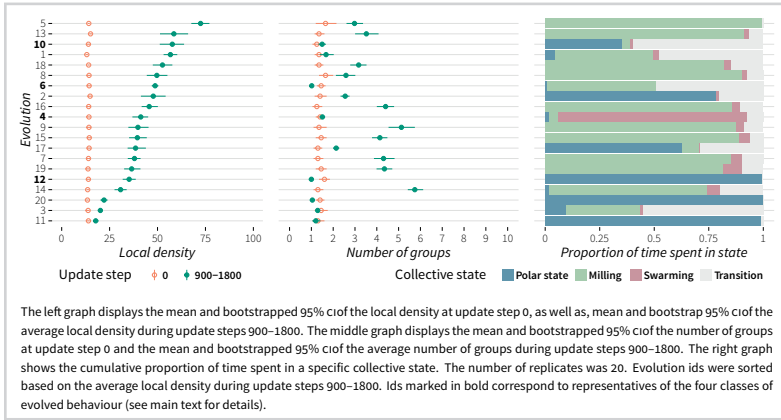 Evolution
5
13
10
1
18
8
6
2
16
4
9
15
17
7
19
12
14
20
3
11
0 25 50 75 100 0 1 2 3 4 5 6 7 8 9 10 0 0.25 0.5 0.75 1
Local density Number of groups Proportion of time spent in state
Update step 0 900–1800 Collective state Polar state Milling Swarming Transition
The left graph displays the mean and bootstrapped 95% CIof the local density at update step 0, as well as, mean and bootstrap 95% CIof the
average local density during update steps 900–1800. The middle graph displays the mean and bootstrapped 95% CIof the number of groups
at update step 0 and the mean and bootstrapped 95% CIof the average number of groups during update steps 900–1800. The right graph
shows the cumulative proportion of time spent in a specific collective state. The number of replicates was 20. Evolution ids were sorted
based on the average local density during update steps 900–1800. Ids marked in bold correspond to representatives of the four classes of
evolved behaviour (see main text for details).